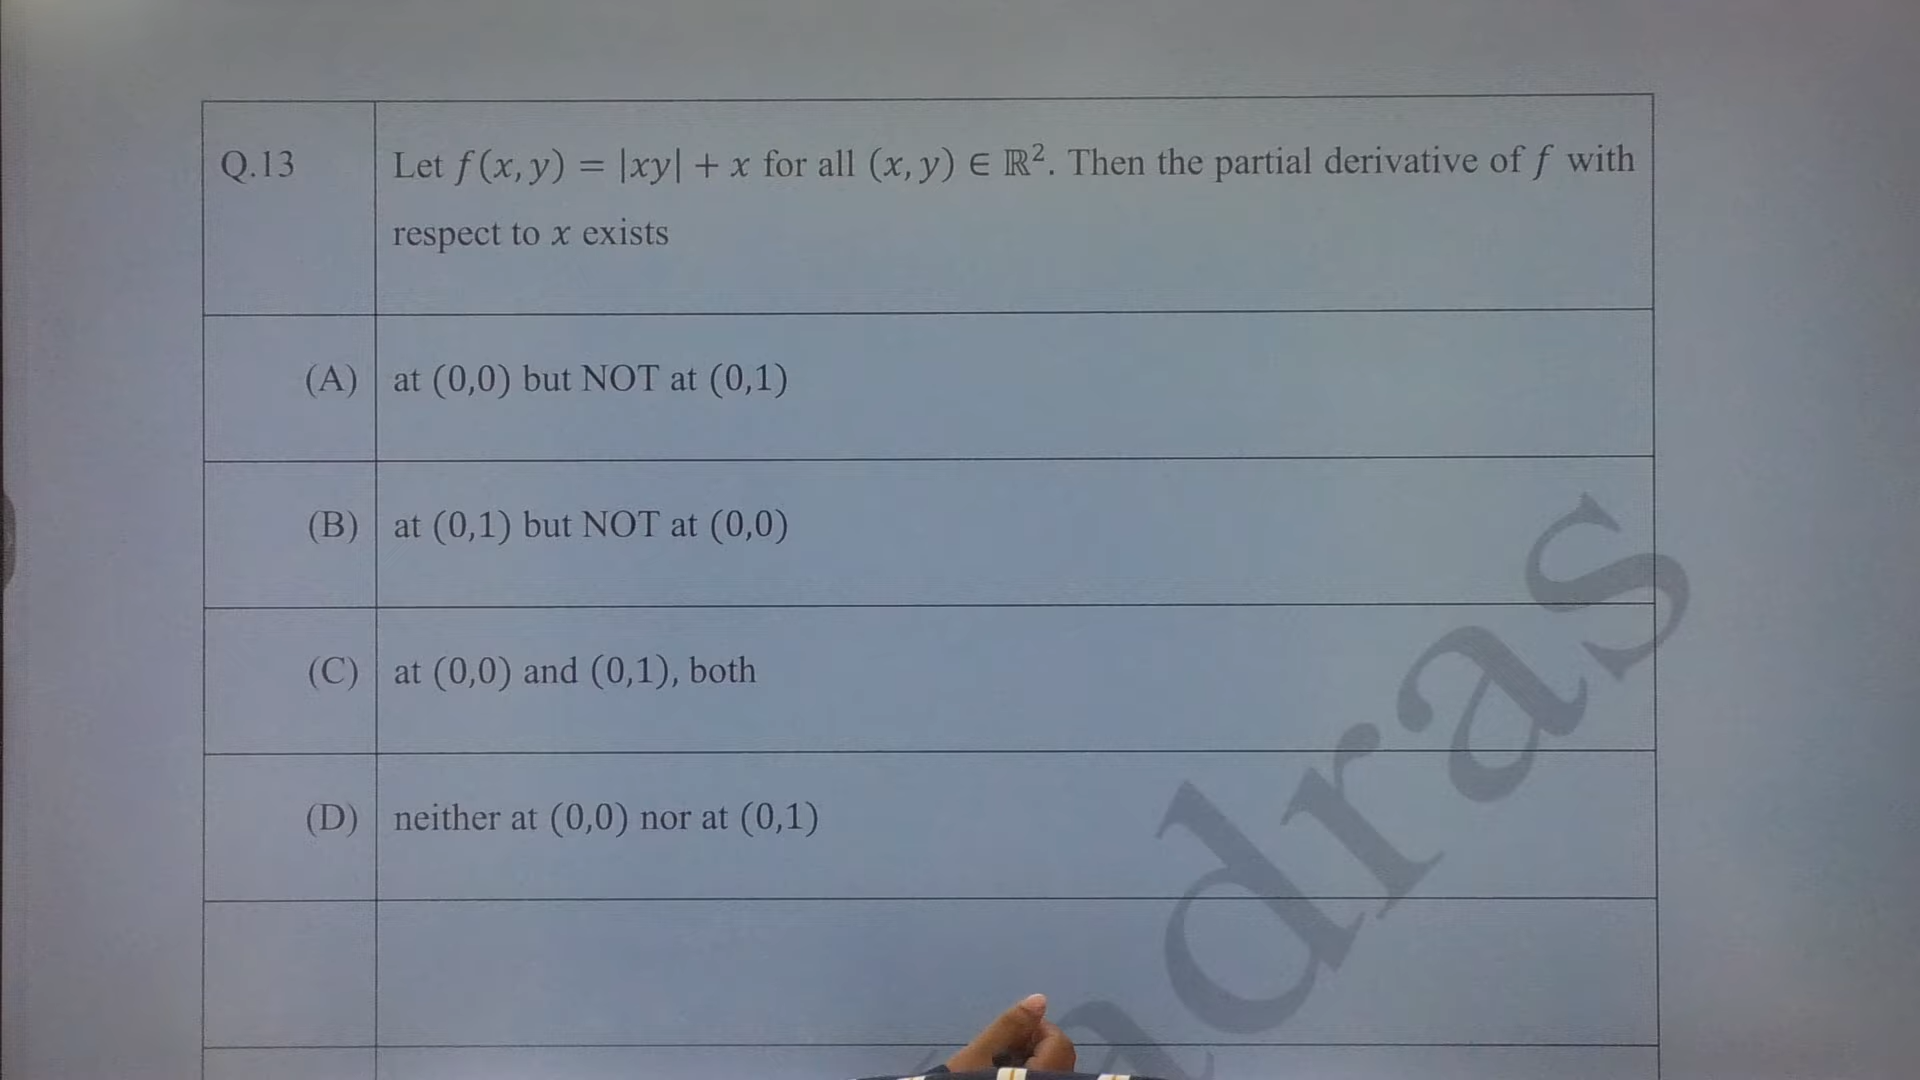 Q.13 Let f(x, y) = |xy| + x for all (x, y) ∈ ℝ². Then the partial derivative of f with
respect to x exists
(A) at (0,0) but NOT at (0,1)
(B) at (0,1) but NOT at (0,0)
(C) at (0,0) and (0,1), both
(D) neither at (0,0) nor at (0,1)
adras